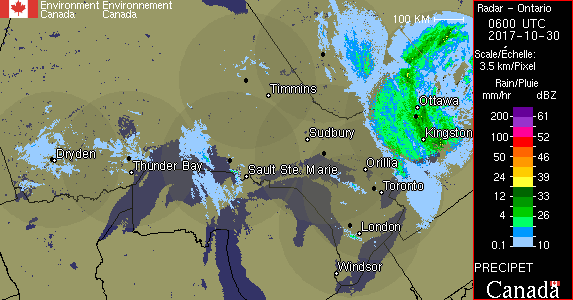 Environment Environnement
Canada Canada
100 KM
Timmins
Ottawa
Sudbury
Kingston
Dryden
Thunder Bay
Sault Ste. Marie
Orillia
Toronto
London
Windsor
Radar - Ontario
0600 UTC
2017-10-30
Scale/Échelle:
3.5 km/Pixel
Rain/Pluie
mm/hr dBZ
200 61
100 52
50 46
24 39
12 33
4 26
0.1 10
PRECIPET
Canada